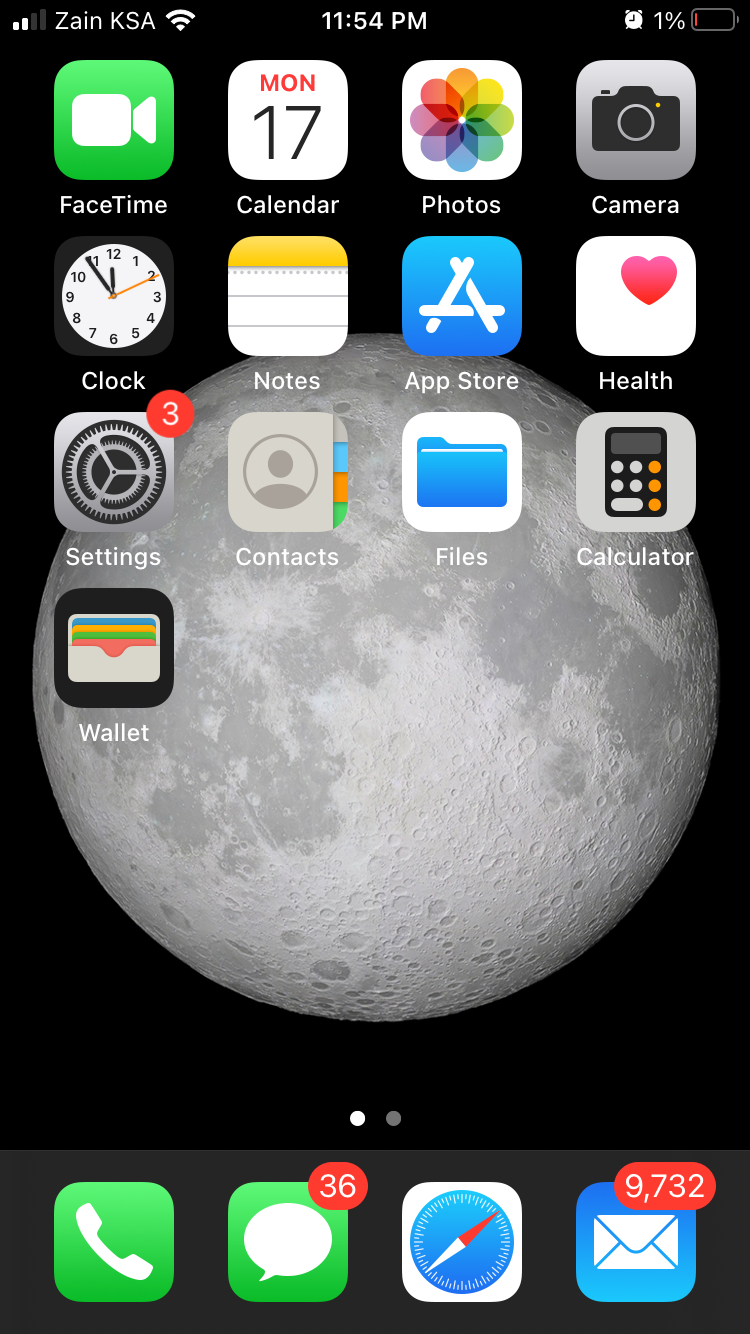 Zain KSA 11:54 PM 1%
MON
17
FaceTime Calendar Photos Camera
12
11 1
10 2
9 3
8 4
7 5
6
Clock Notes App Store Health
3
Settings Contacts Files Calculator
Wallet
36 9,732